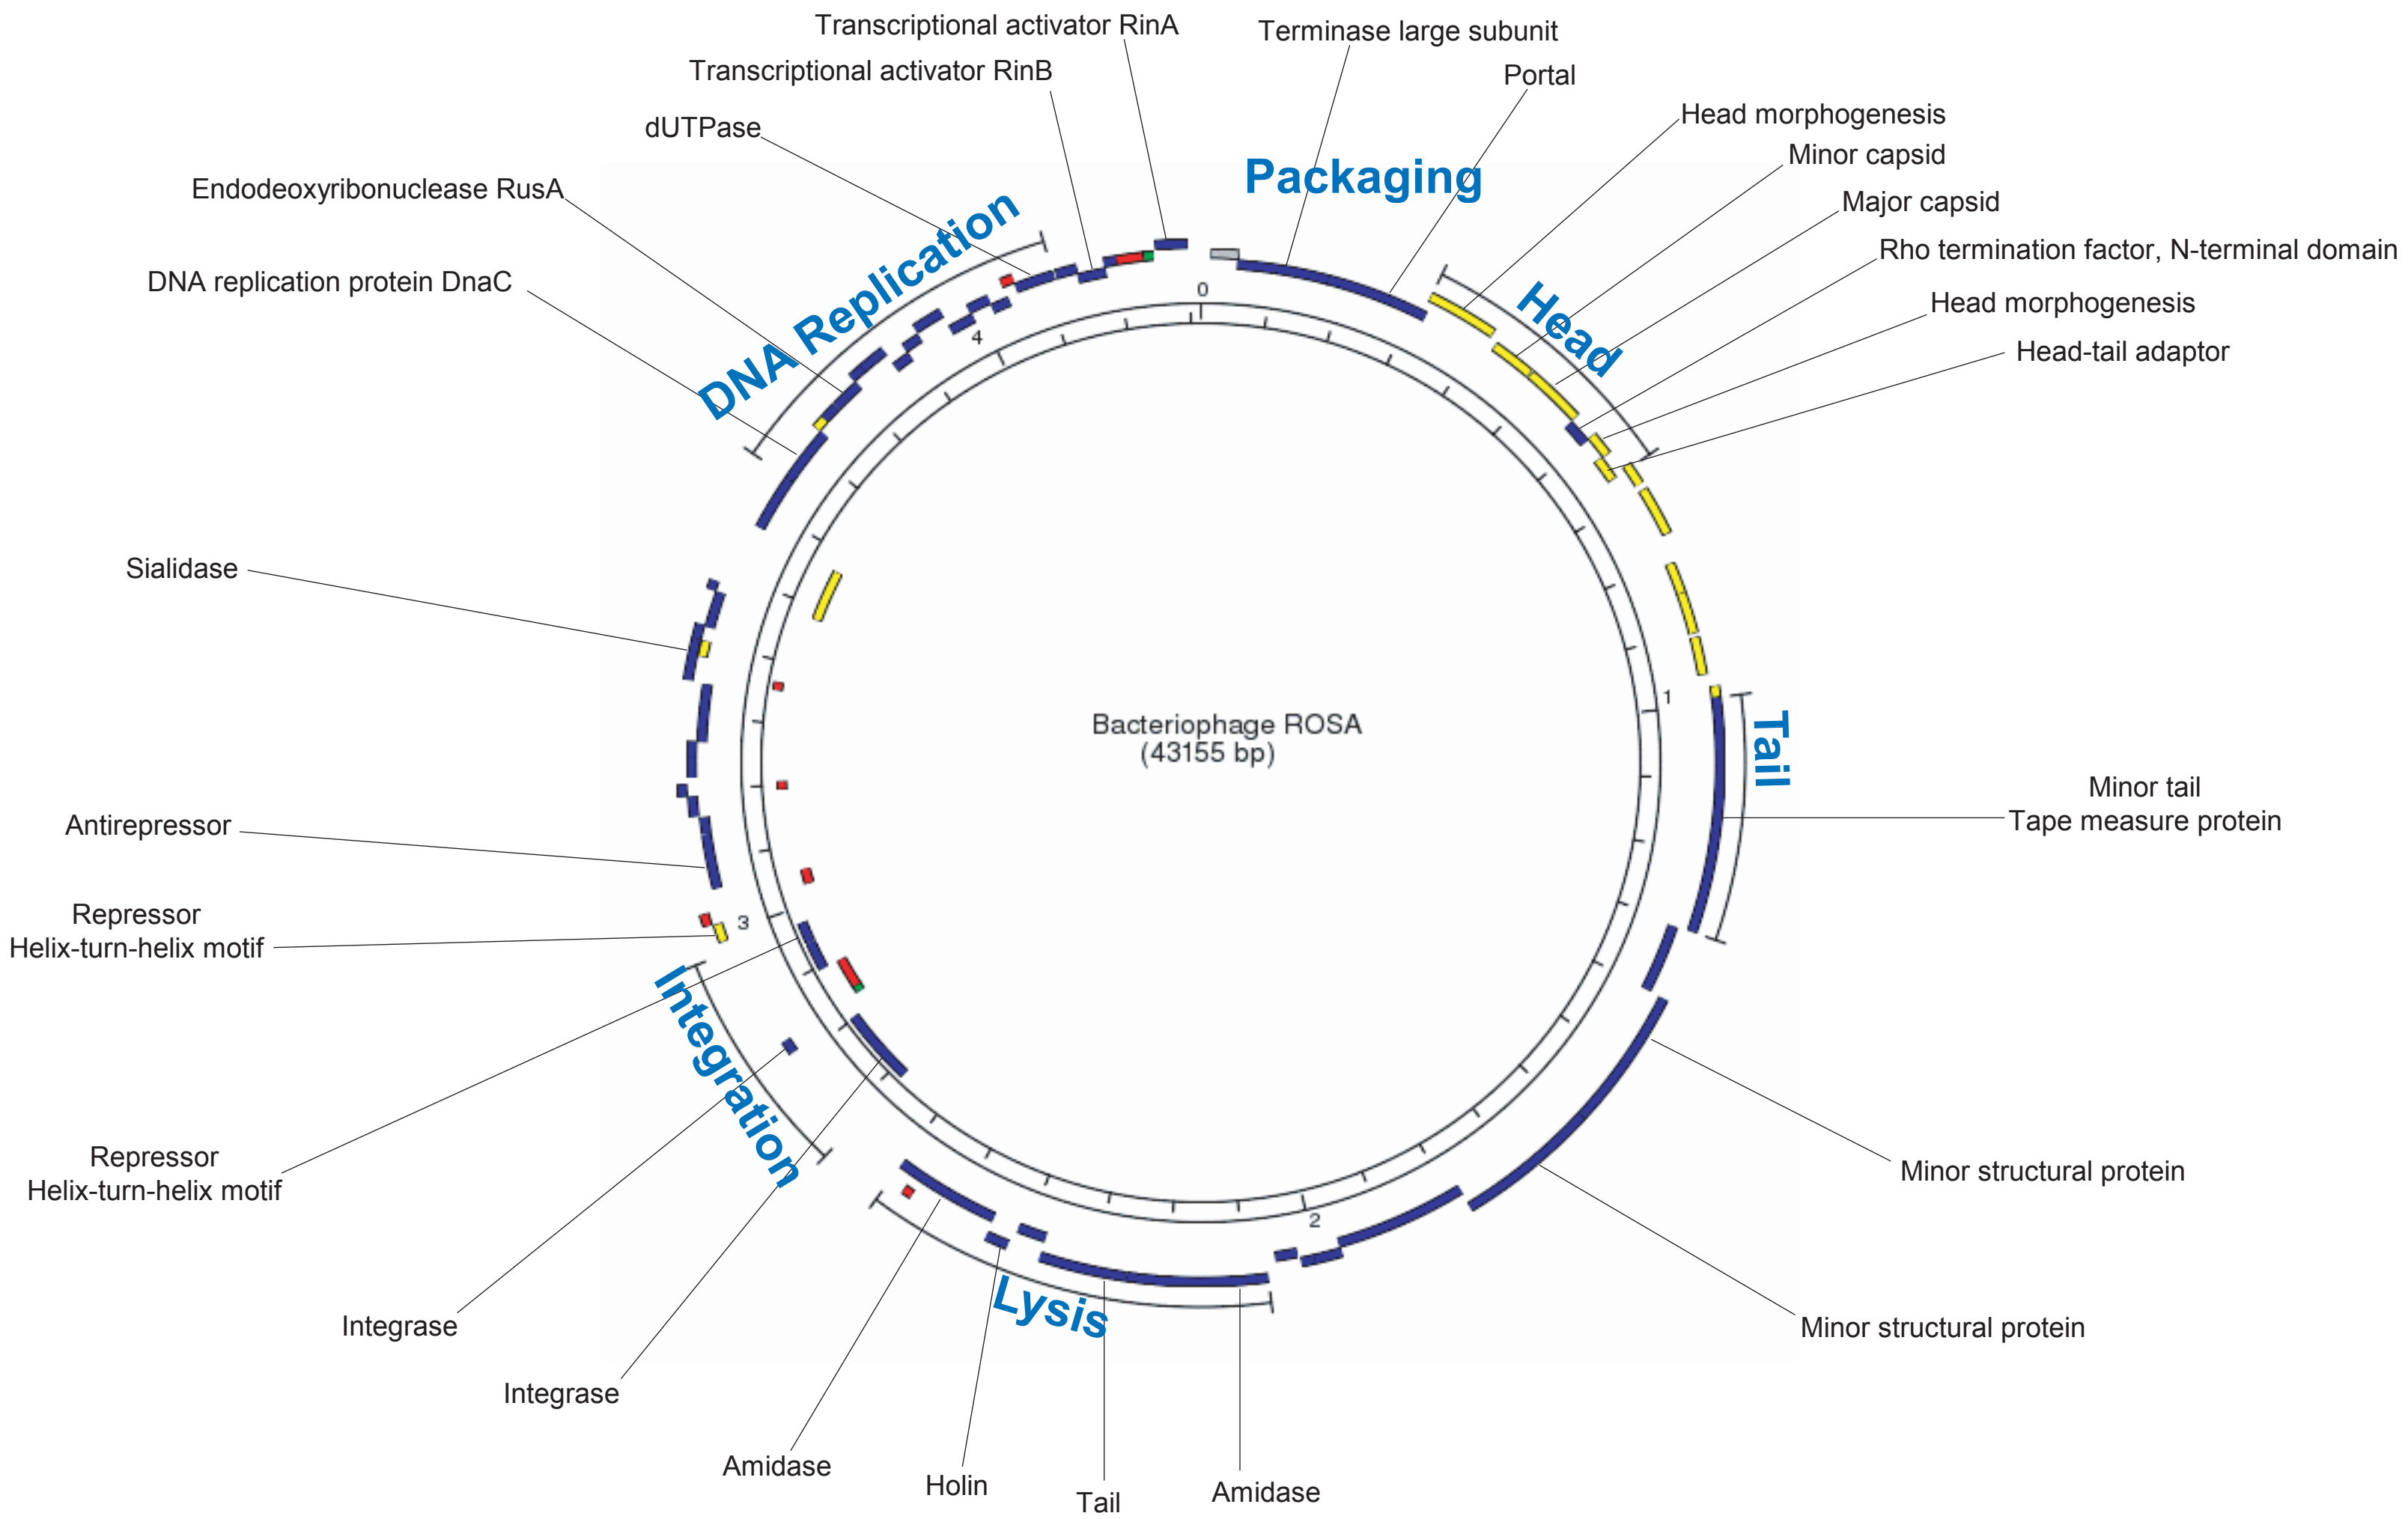 Transcriptional activator RinA
Terminase large subunit
Transcriptional activator RinB
Portal
dUTPase
Head morphogenesis
Minor capsid
Packaging
Endodeoxyribonuclease RusA
Major capsid
DNA Replication
Rho termination factor, N-terminal domain
DNA replication protein DnaC
Head
Head morphogenesis
0
4
Head-tail adaptor
Sialidase
1
Bacteriophage ROSA
(43155 bp)
Tail
Minor tail
Tape measure protein
Antirepressor
Repressor
Helix-turn-helix motif
3
Integration
Repressor
Helix-turn-helix motif
Minor structural protein
2
Lysis
Integrase
Minor structural protein
Integrase
Amidase
Holin
Tail
Amidase